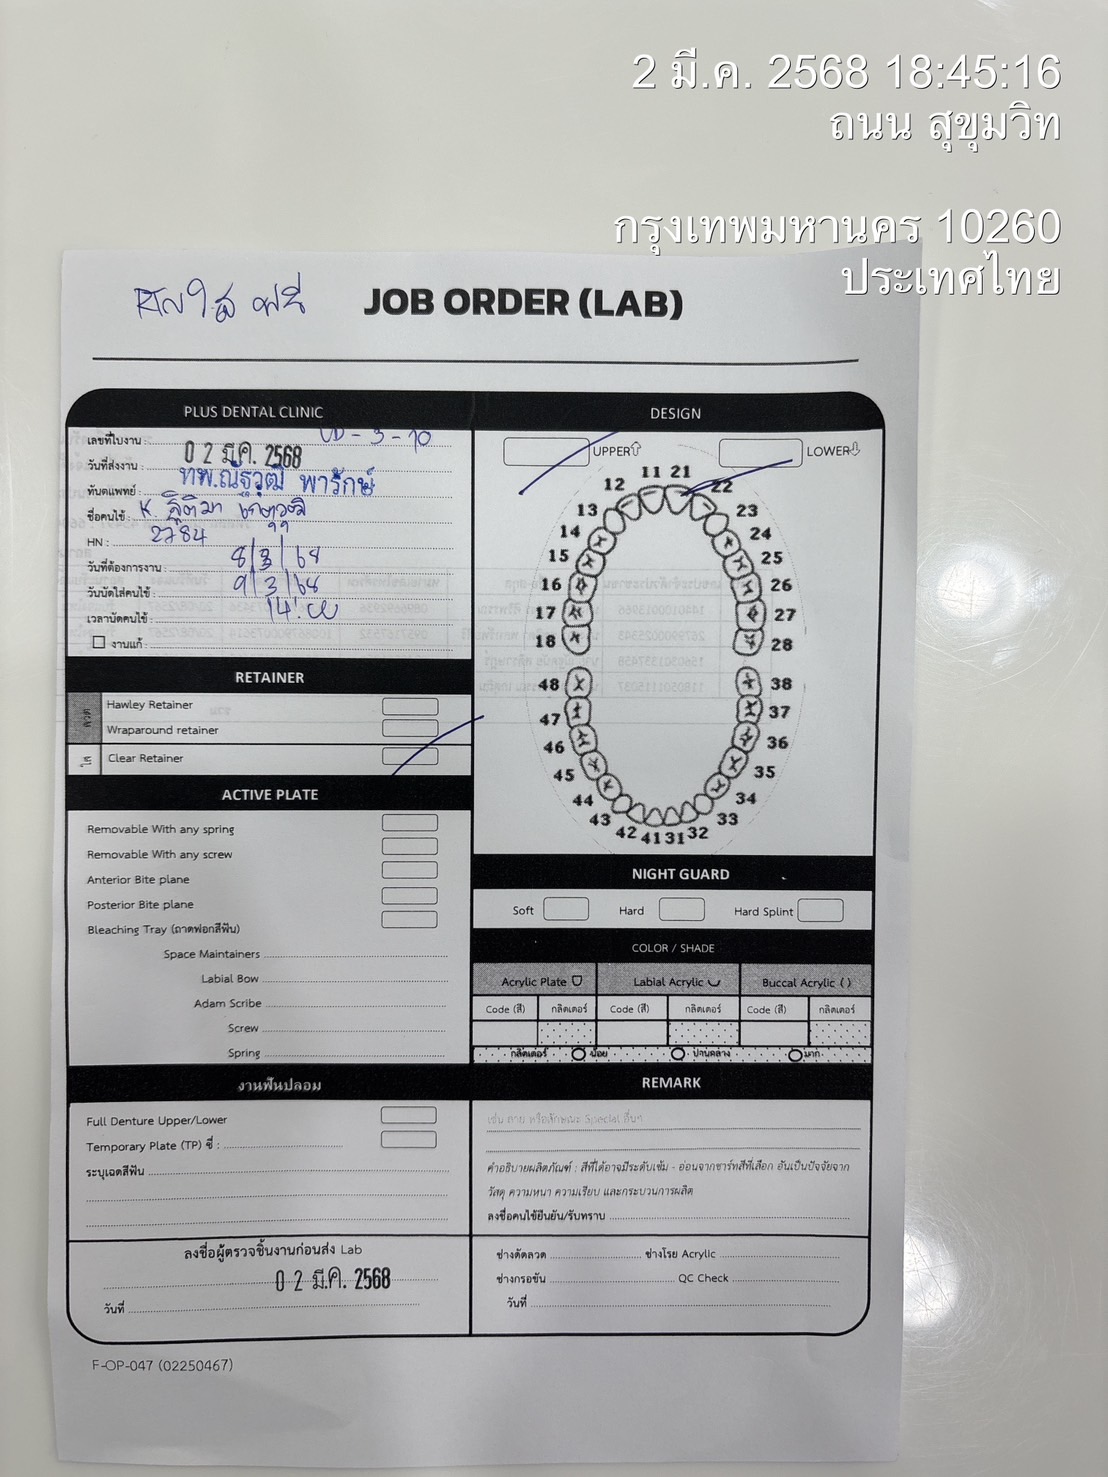 2 มี.ค. 2568 18:45:16
ถนน สุขุมวิท
กรุงเทพมหานคร 10260
ประเทศไทย
JOB ORDER (LAB)
PLUS DENTAL CLINIC
เลขที่ใบงาน : UD-3-70
วันที่ส่งงาน : 02 มี.ค. 2568
ทันตแพทย์ : ทพ.ณัฐวุฒิ พารักษ์
ชื่อคนไข้ : K. ฐิติมา
HN : 2784
วันที่ต้องการงาน : 8/3/68
วันนัดใส่คนไข้ : 9/3/68
เวลานัดคนไข้ : 14:00
งานแก้ :
RETAINER
ลวด
Hawley Retainer
Wraparound retainer
ใส
Clear Retainer
ACTIVE PLATE
Removable With any spring
Removable With any screw
Anterior Bite plane
Posterior Bite plane
Bleaching Tray (ถาดฟอกสีฟัน)
Space Maintainers
Labial Bow
Adam Scribe
Screw
Spring
งานฟันปลอม
Full Denture Upper/Lower
Temporary Plate (TP) ซี่ :
ระบุเฉดสีฟัน
ลงชื่อผู้ตรวจชิ้นงานก่อนส่ง Lab
02 มี.ค. 2568
วันที่
DESIGN
UPPER LOWER
11 21
12 22
13 23
14 24
15 25
16 26
17 27
18 28
48 38
47 37
46 36
45 35
44 34
43 33
42 41 31 32
NIGHT GUARD
Soft Hard Hard Splint
COLOR / SHADE
Acrylic Plate Labial Acrylic Buccal Acrylic ( )
Code (สี) กลิตเตอร์ Code (สี) กลิตเตอร์ Code (สี) กลิตเตอร์
กลิตเตอร์ น้อย ปานกลาง มาก
REMARK
เช่น ลาย หรือลักษณะ Special อื่นๆ
คำอธิบายผลิตภัณฑ์ : สีที่ได้อาจมีระดับเข้ม - อ่อนจากชาร์ทสีที่เลือก อันเป็นปัจจัยจาก
วัสดุ ความหนา ความเรียบ และกระบวนการผลิต
ลงชื่อคนไข้ยืนยัน/รับทราบ
ช่างดัดลวด ช่างโรย Acrylic
ช่างกรอขัน QC Check
วันที่
F-OP-047 (02250467)